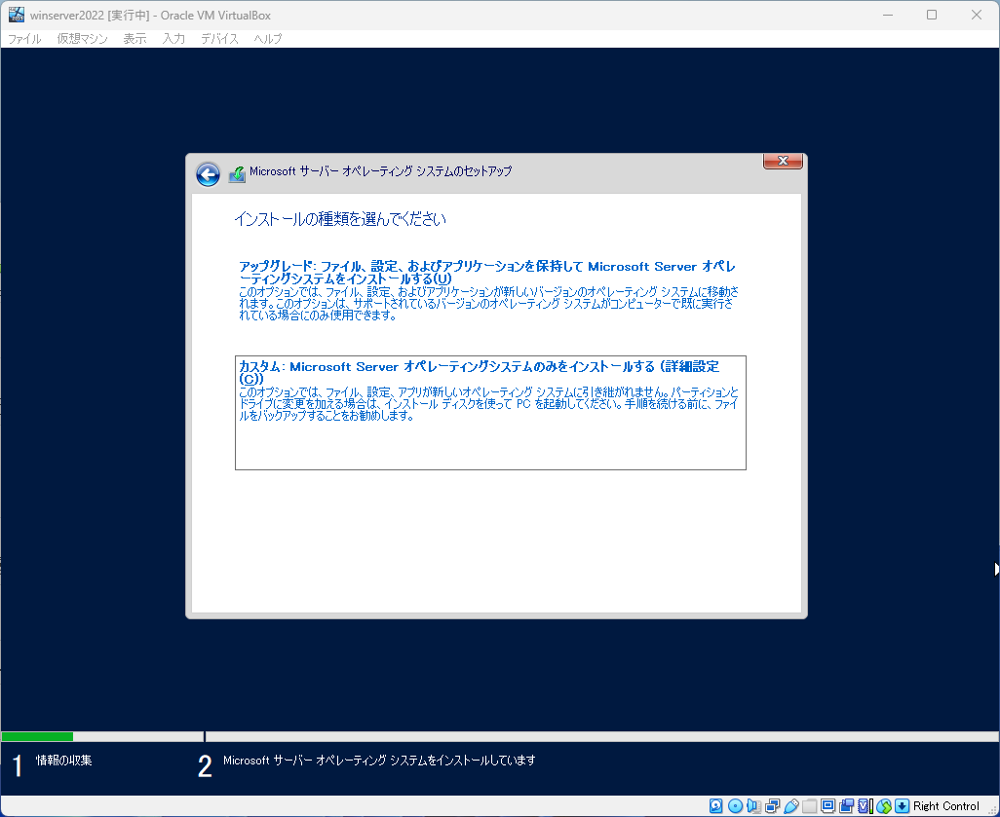 winserver2022 [実行中] - Oracle VM VirtualBox
ファイル 仮想マシン 表示 入力 デバイス ヘルプ
Microsoft サーバー オペレーティング システムのセットアップ
インストールの種類を選んでください
アップグレード: ファイル、設定、およびアプリケーションを保持して Microsoft Server オペレ
ーティングシステムをインストールする(U)
このオプションでは、ファイル、設定、およびアプリケーションが新しいバージョンのオペレーティング システムに移動さ
れます。このオプションは、サポートされているバージョンのオペレーティング システムがコンピューターで既に実行さ
れている場合にのみ使用できます。
カスタム: Microsoft Server オペレーティングシステムのみをインストールする (詳細設定
(C))
このオプションでは、ファイル、設定、アプリが新しいオペレーティング システムに引き継がれません。パーティションと
ドライブに変更を加える場合は、インストール ディスクを使って PC を起動してください。手順を続ける前に、ファイ
ルをバックアップすることをお勧めします。
1 情報の収集
2 Microsoft サーバー オペレーティング システムをインストールしています
Right Control